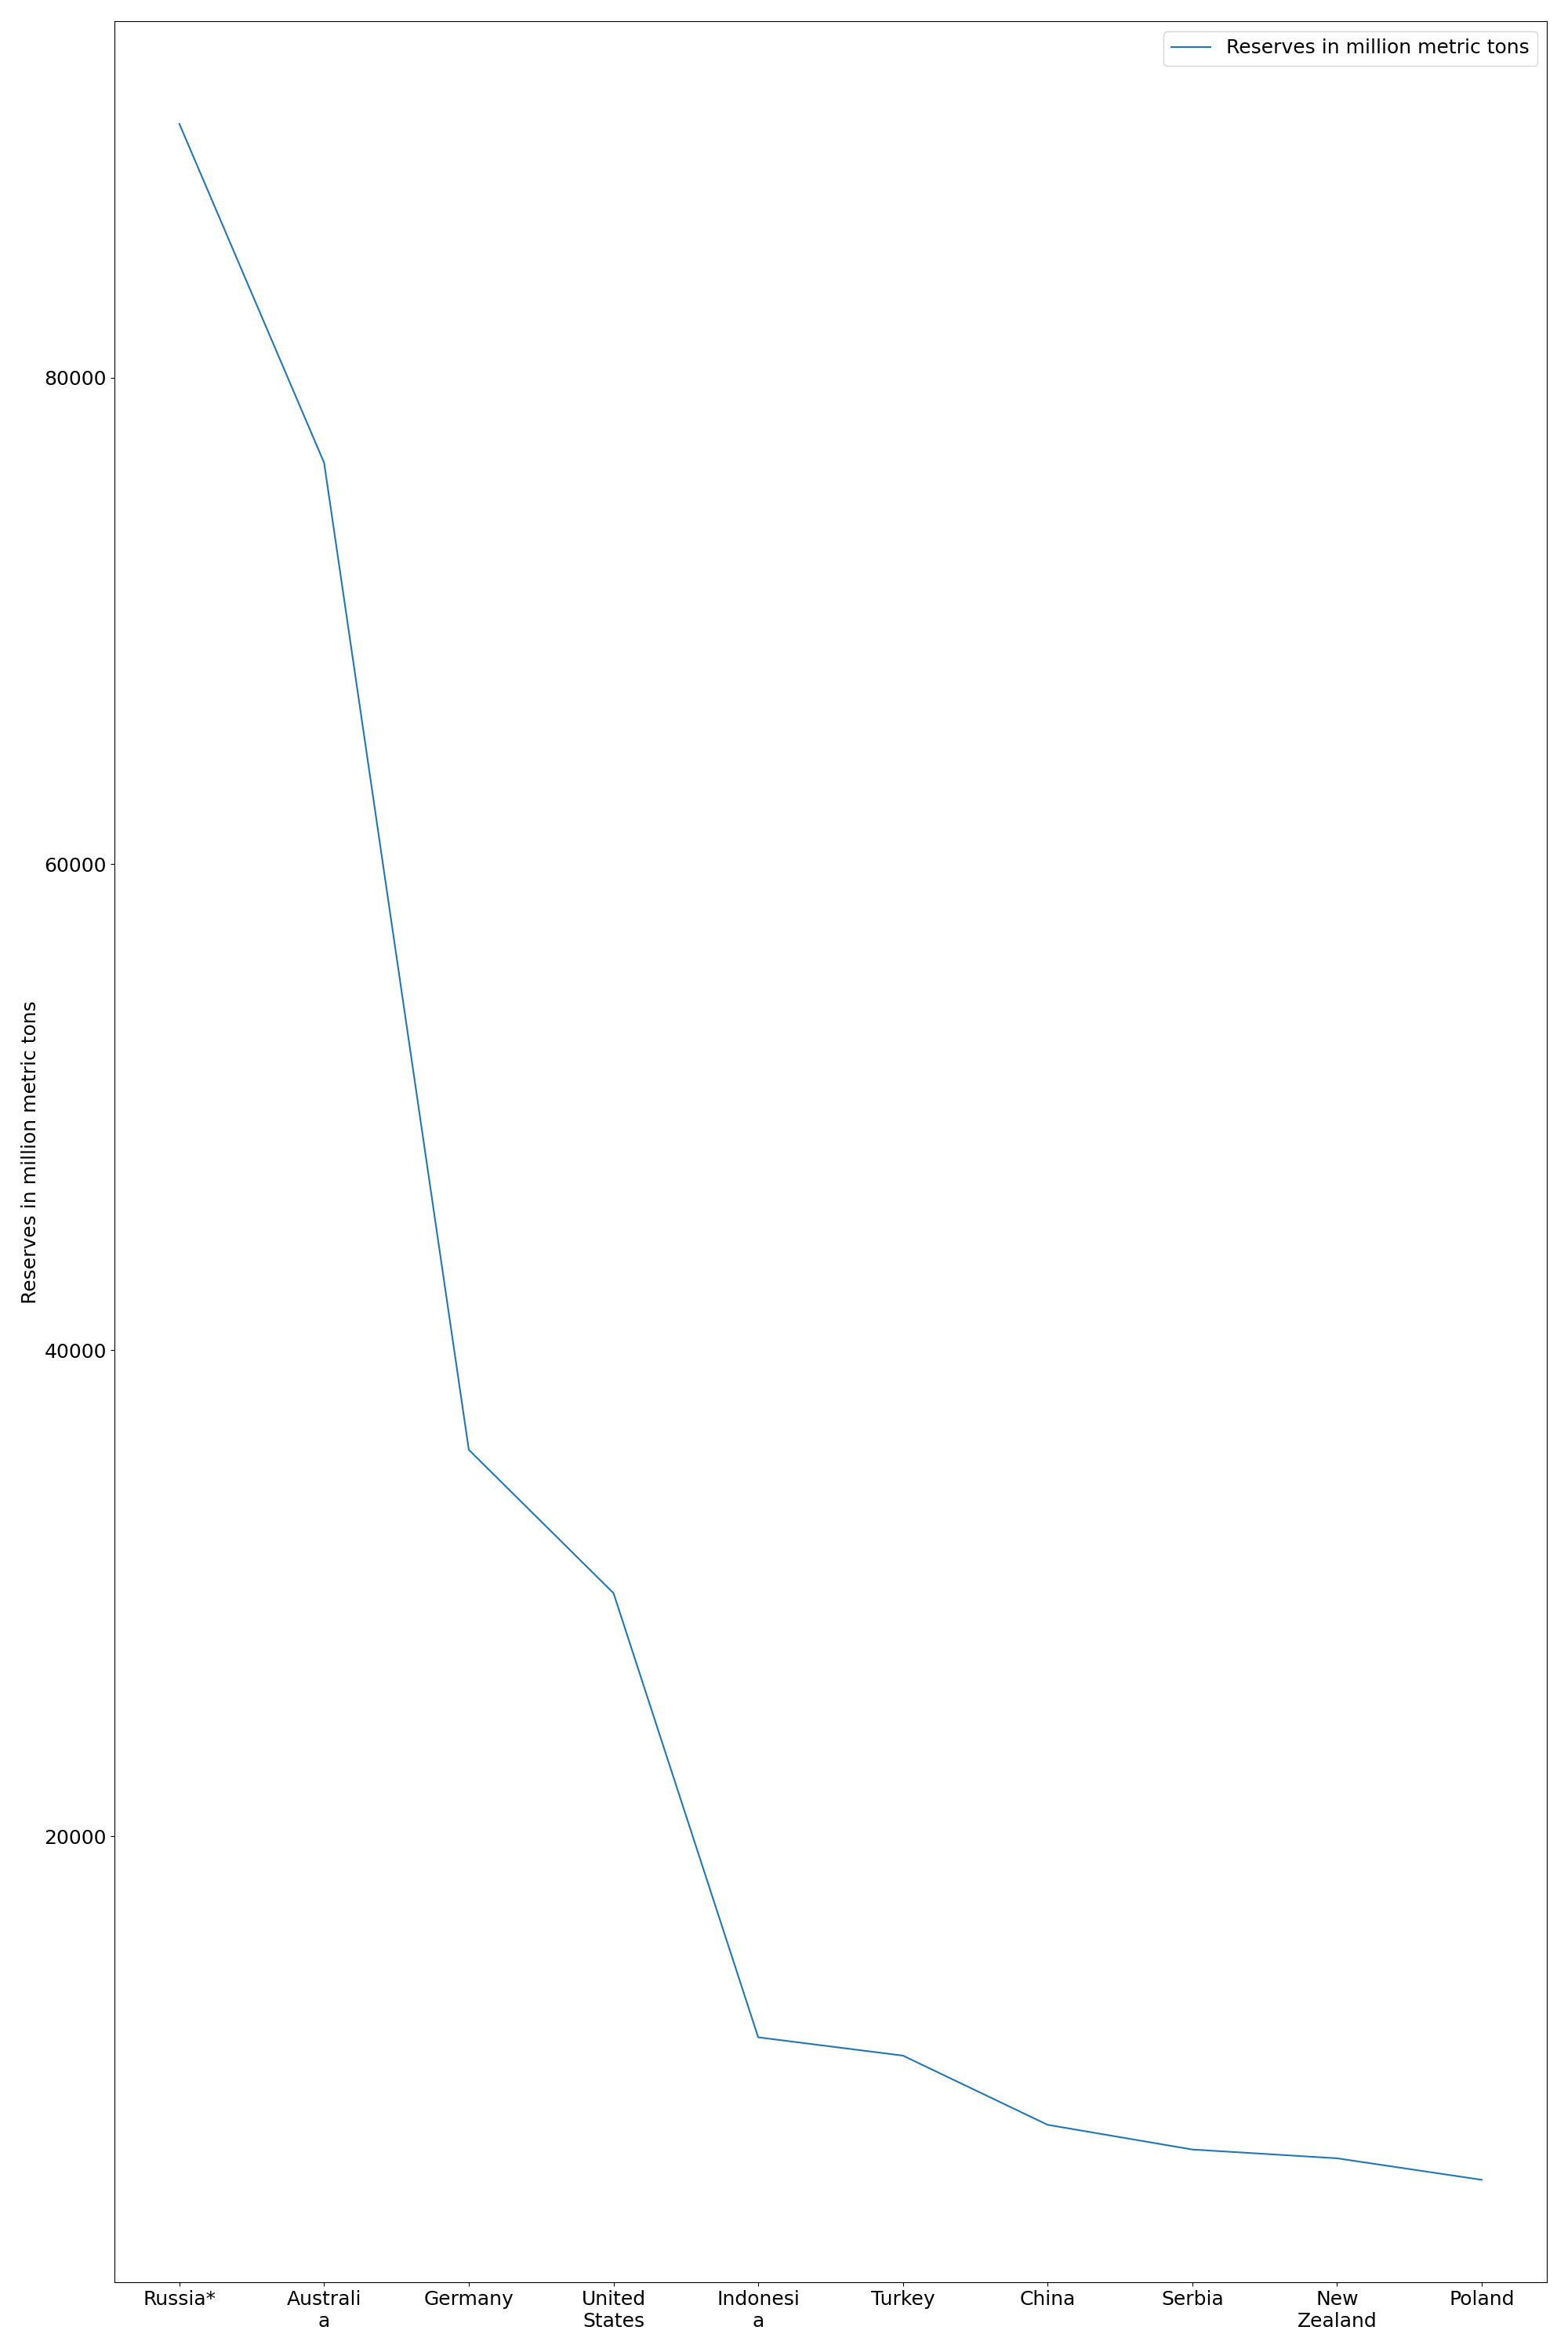 Reserves in million metric tons
80000
60000
40000
20000
Reserves in million metric tons
Russia*
Australi
a
Germany
United
States
Indonesi
a
Turkey
China
Serbia
New
Zealand
Poland